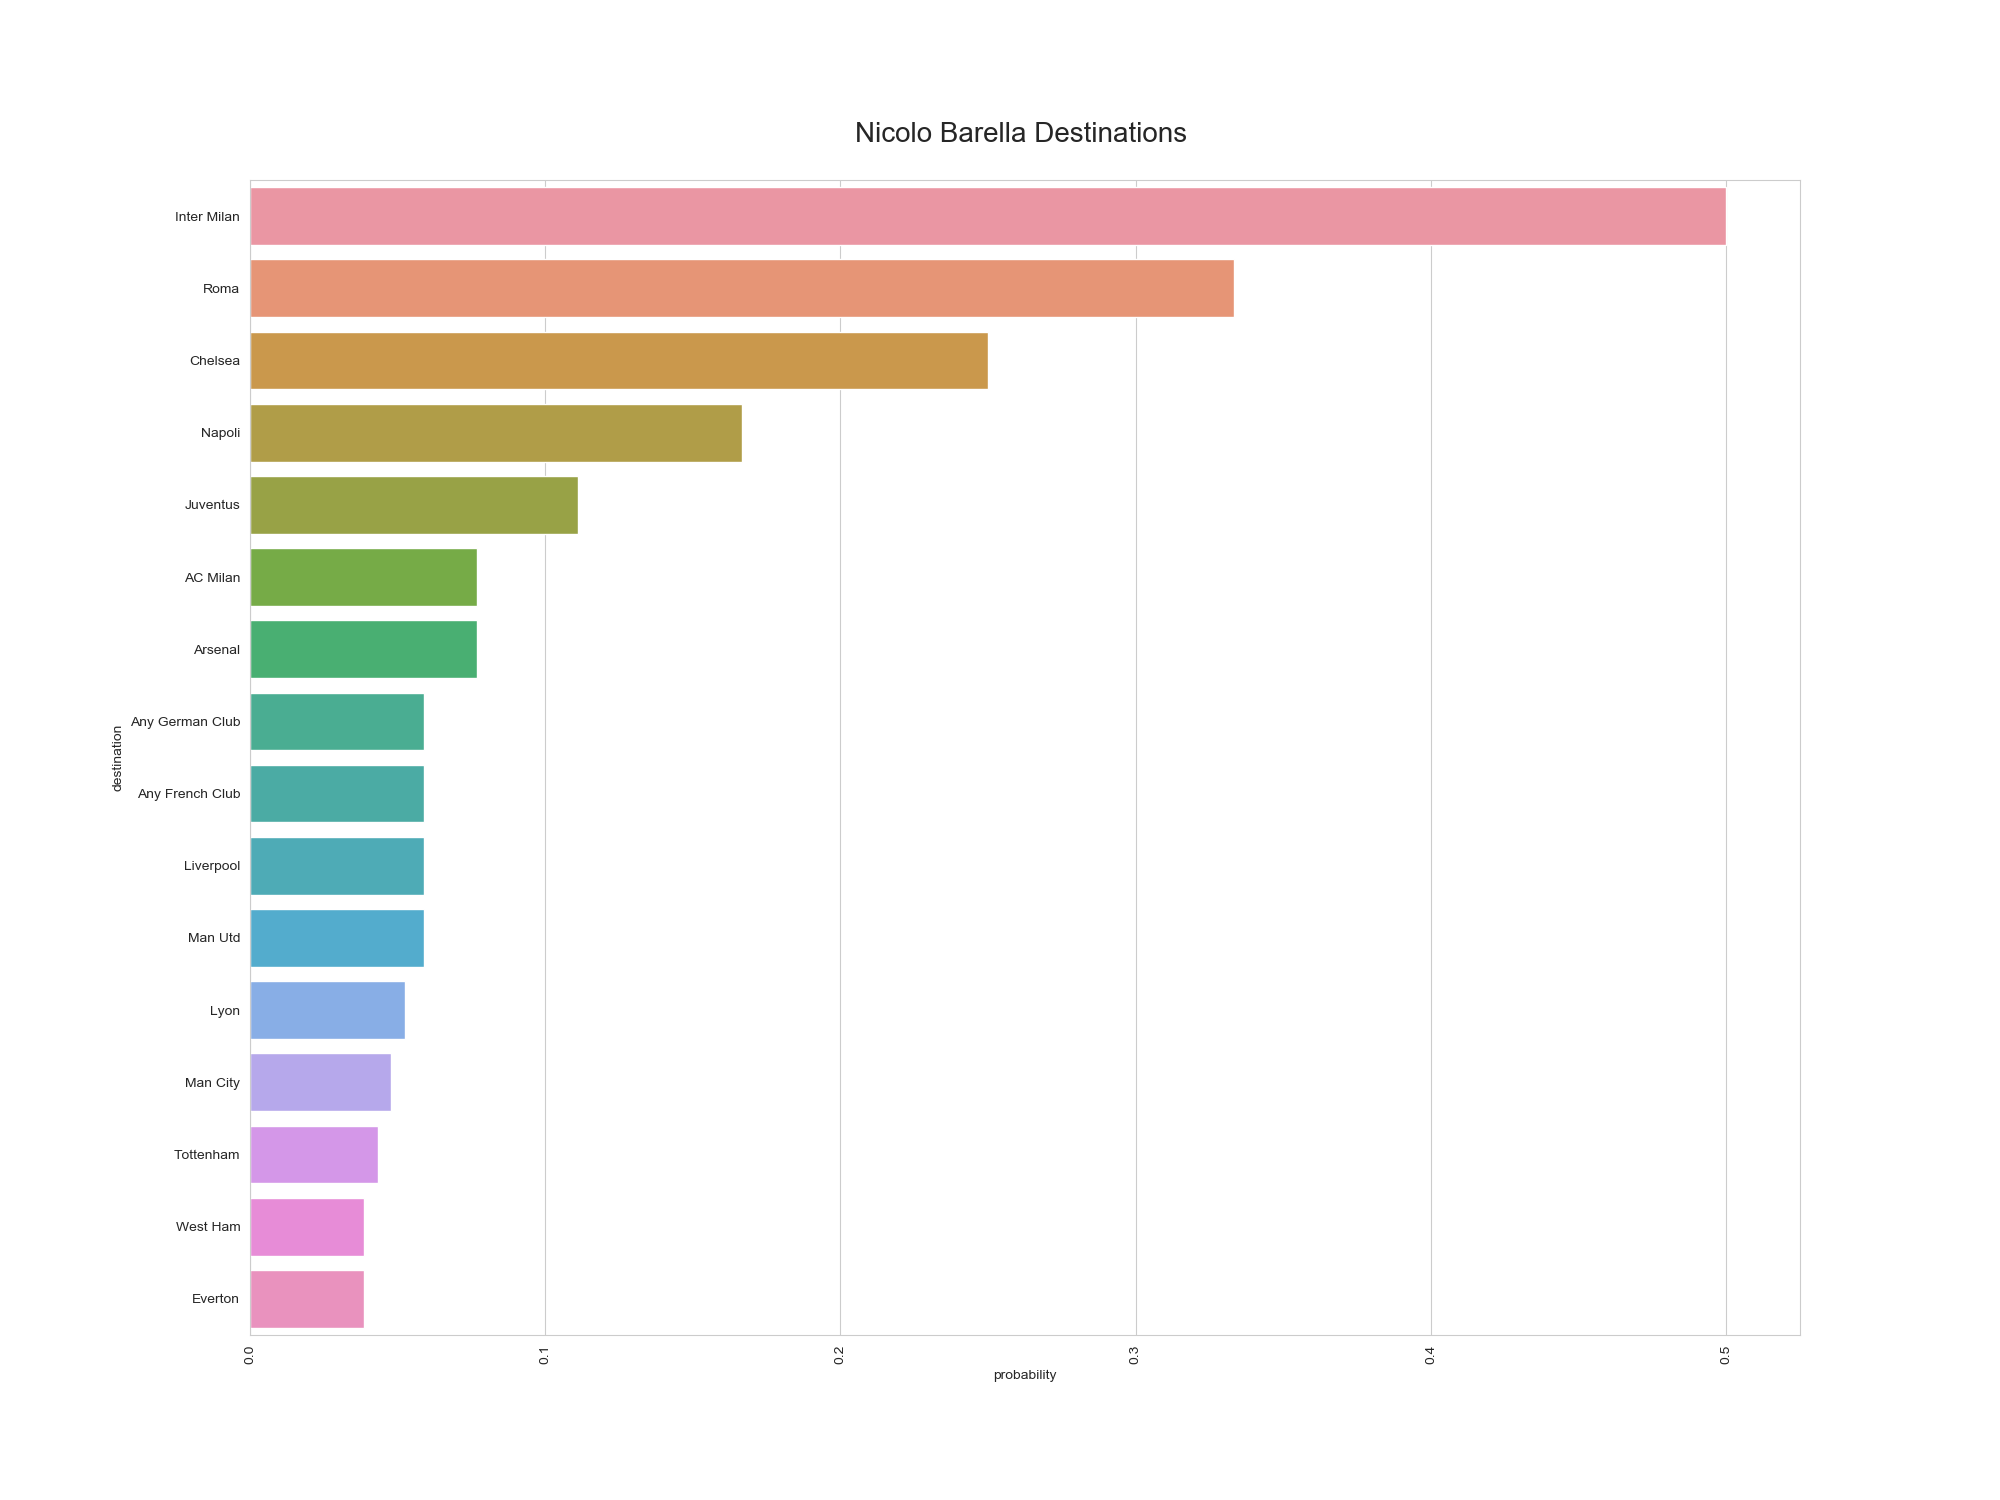 Nicolo Barella Destinations
Inter Milan
Roma
Chelsea
Napoli
Juventus
AC Milan
Arsenal
Any German Club
Any French Club
Liverpool
Man Utd
Lyon
Man City
Tottenham
West Ham
Everton
destination
0.0
0.1
0.2
0.3
0.4
0.5
probability